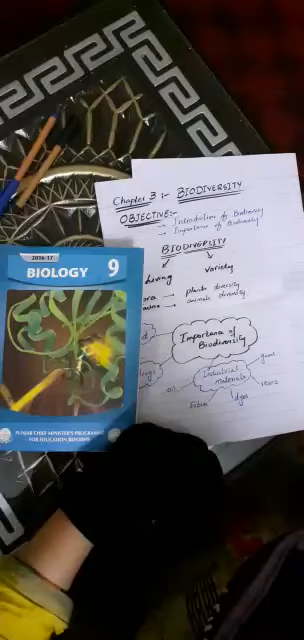 Chapter 3 :- BIODIVERSITY
OBJECTIVE:-
→ Introduction of Biodiversity
→ Importance of Biodiversity
BIODIVERSITY
Living variety
→ plants diversity
→ animals diversity
Importance of
Biodiversity
Industrial
materials
gums
resins
dyes
Fibre
oil
2016-17
BIOLOGY 9
PUNJAB CHIEF MINISTER'S PROGRAMME
FOR EDUCATION REFORMS